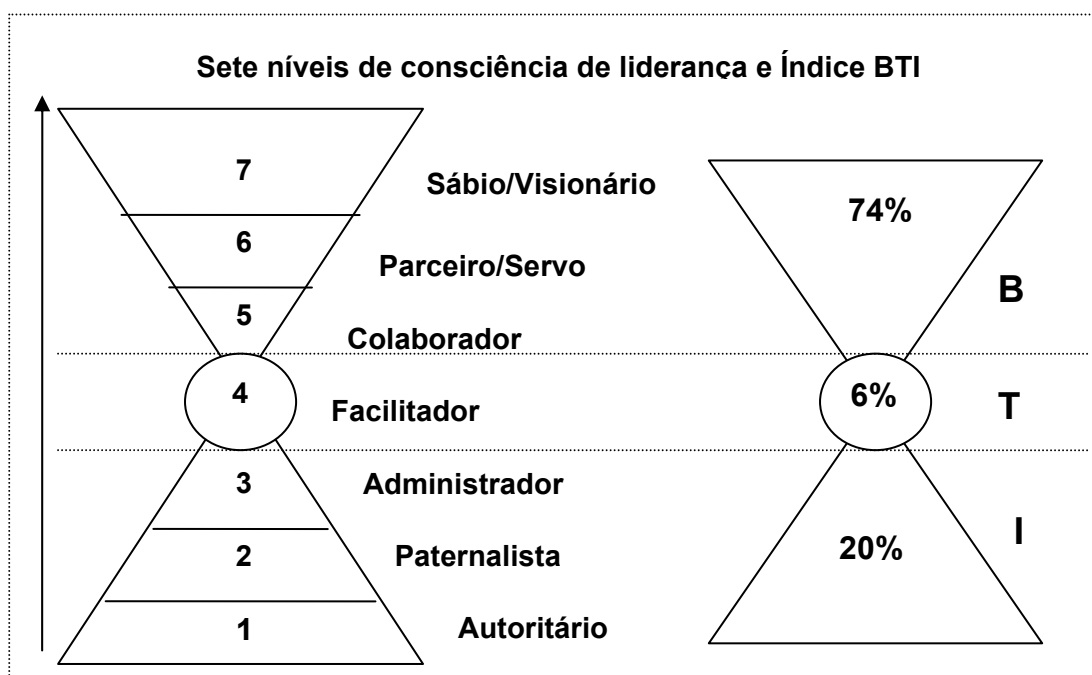 Sete níveis de consciência de liderança e Índice BTI
7
Sábio/Visionário
74%
6
Parceiro/Servo
B
5
Colaborador
4
Facilitador
6%
T
3
Administrador
2
Paternalista
20%
I
1
Autoritário